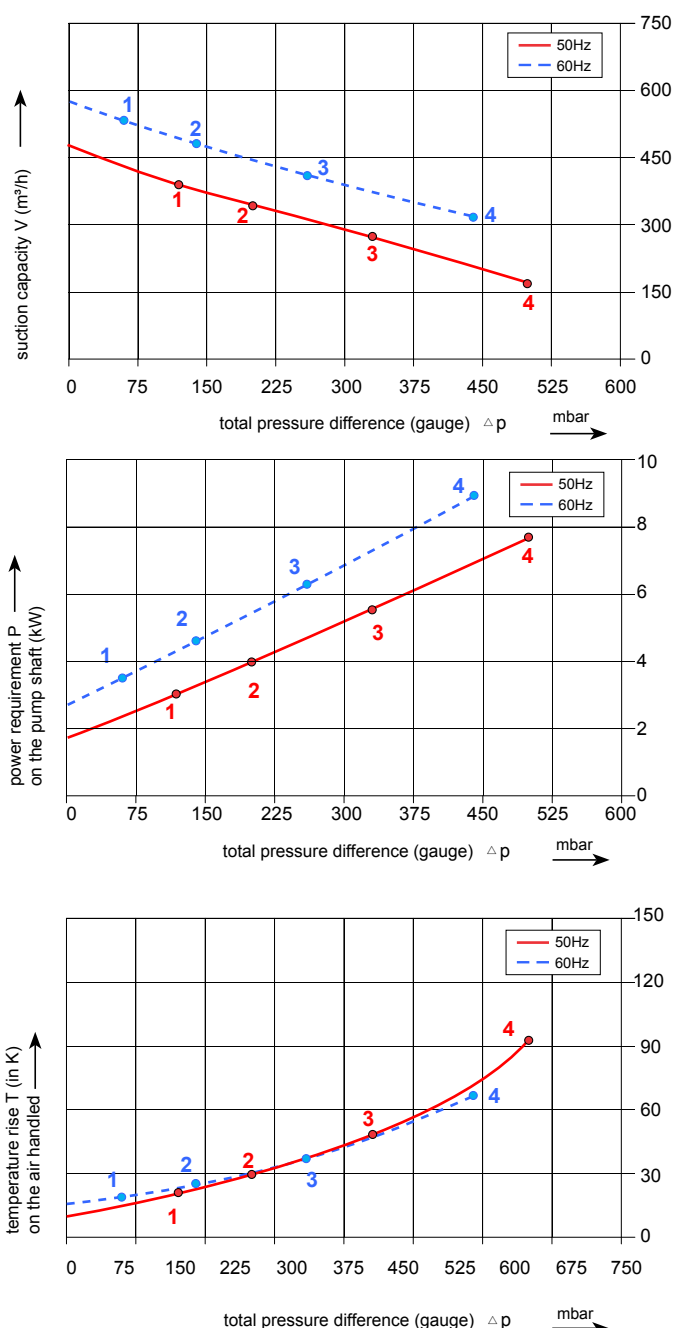 750
50Hz
60Hz
600
450
300
150
0
1
2
3
4
1
2
3
4
suction capacity V (m³/h)
0 75 150 225 300 375 450 525 600
total pressure difference (gauge) △p mbar
10
50Hz
60Hz
8
6
4
2
0
4
3
2
1
4
3
2
1
power requirement P
on the pump shaft (kW)
0 75 150 225 300 375 450 525 600
total pressure difference (gauge) △p mbar
150
50Hz
60Hz
120
90
60
30
0
4
4
3
3
2
2
1
1
temperature rise T (in K)
on the air handled
0 75 150 225 300 375 450 525 600 675 750
total pressure difference (gauge) △p mbar